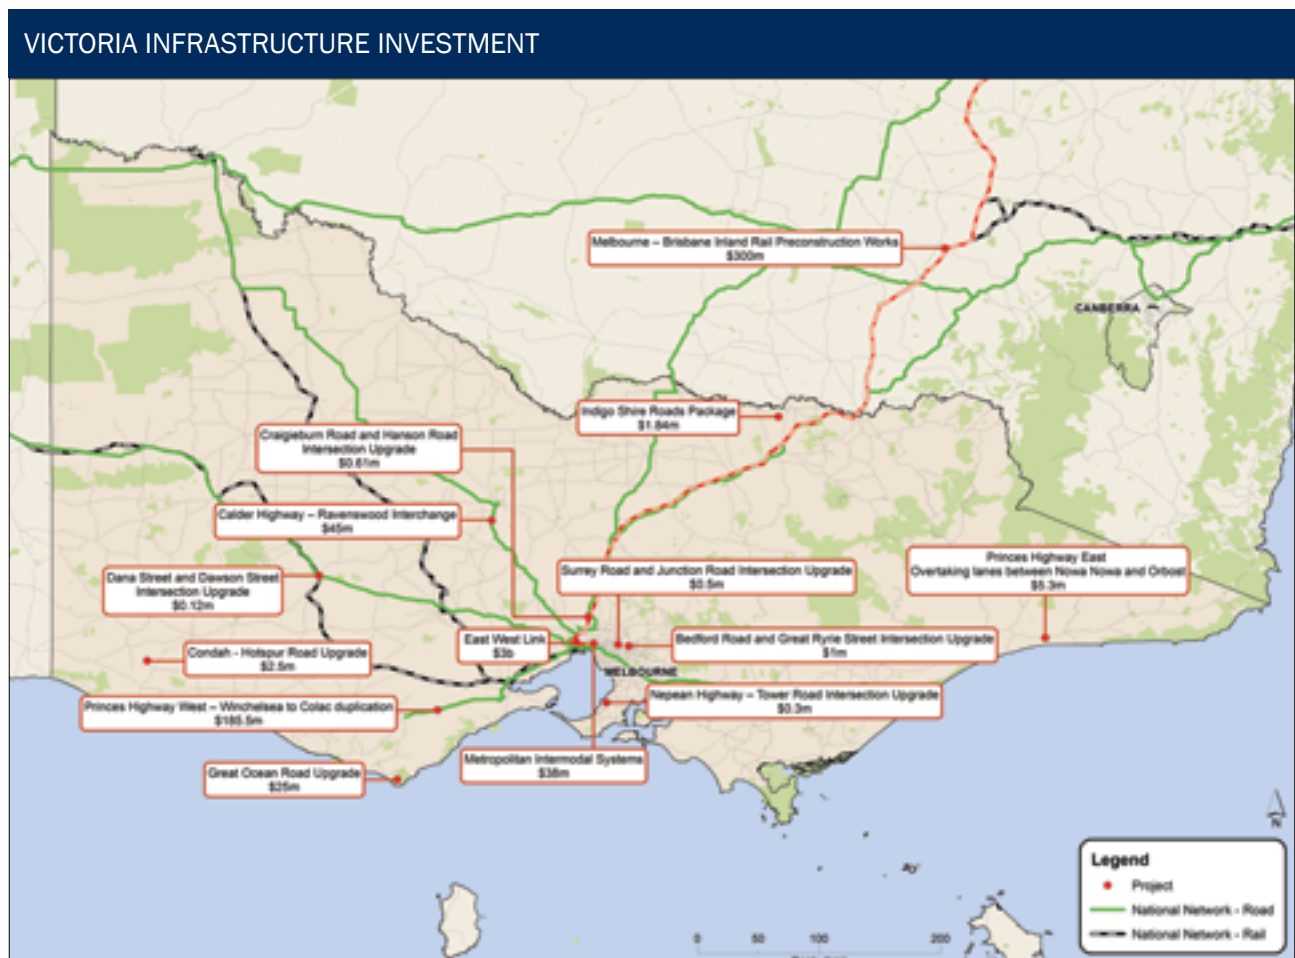 VICTORIA INFRASTRUCTURE INVESTMENT
Melbourne – Brisbane Inland Rail Preconstruction Works
$300m
CANBERRA
Indigo Shire Roads Package
$1.84m
Craigieburn Road and Hanson Road
Intersection Upgrade
$0.61m
Calder Highway – Ravenswood Interchange
$45m
Dana Street and Dawson Street
Intersection Upgrade
$0.12m
Surrey Road and Junction Road Intersection Upgrade
$0.5m
Princes Highway East
Overtaking lanes between Nowa Nowa and Orbost
$5.3m
East West Link
$3b
Bedford Road and Great Ryrie Street Intersection Upgrade
$1m
Condah - Hotspur Road Upgrade
$2.5m
MELBOURNE
Nepean Highway – Tower Road Intersection Upgrade
$0.3m
Princes Highway West – Winchelsea to Colac duplication
$185.5m
Metropolitan Intermodal Systems
$38m
Great Ocean Road Upgrade
$25m
N
Legend
Project
National Network - Road
National Network - Rail
0 50 100 200